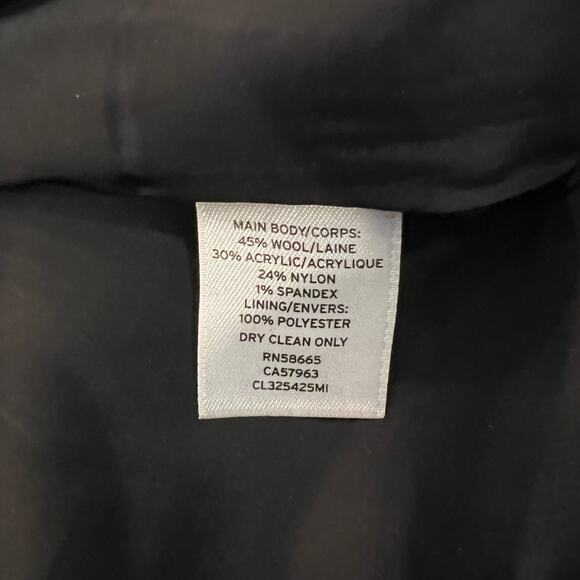 MAIN BODY/CORPS:
45% WOOL/LAINE
30% ACRYLIC/ACRYLIQUE
24% NYLON
1% SPANDEX
LINING/ENVERS:
100% POLYESTER
DRY CLEAN ONLY
RN58665
CA57963
CL325425MI